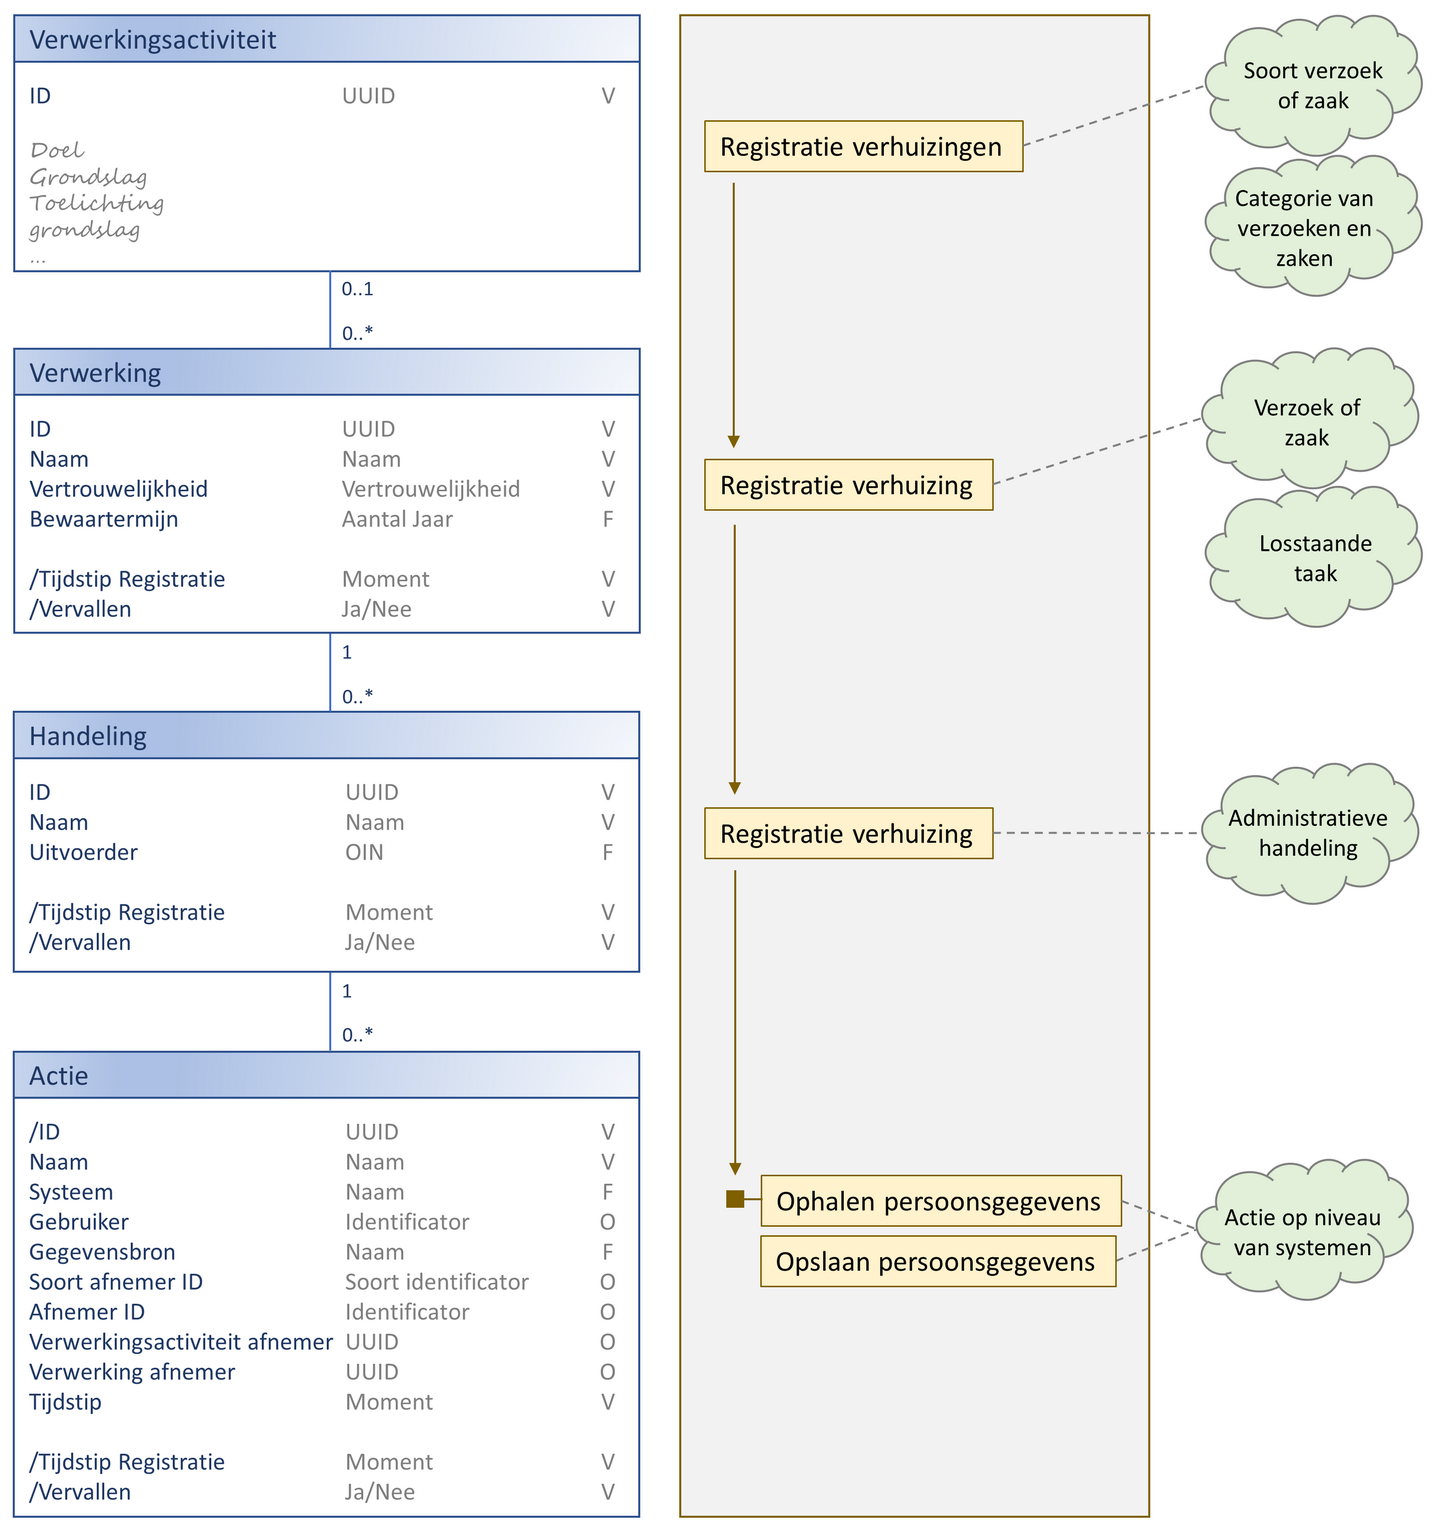 Verwerkingsactiviteit
ID UUID V
Doel
Grondslag
Toelichting
grondslag
...
0..1
0..*
Verwerking
ID UUID V
Naam Naam V
Vertrouwelijkheid Vertrouwelijkheid V
Bewaartermijn Aantal Jaar F
/Tijdstip Registratie Moment V
/Vervallen Ja/Nee V
1
0..*
Handeling
ID UUID V
Naam Naam V
Uitvoerder OIN F
/Tijdstip Registratie Moment V
/Vervallen Ja/Nee V
1
0..*
Actie
/ID UUID V
Naam Naam V
Systeem Naam F
Gebruiker Identificator O
Gegevensbron Naam F
Soort afnemer ID Soort identificator O
Afnemer ID Identificator O
Verwerkingsactiviteit afnemer UUID O
Verwerking afnemer UUID O
Tijdstip Moment V
/Tijdstip Registratie Moment V
/Vervallen Ja/Nee V
Registratie verhuizingen
Registratie verhuizing
Registratie verhuizing
Ophalen persoonsgegevens
Opslaan persoonsgegevens
Soort verzoek
of zaak
Categorie van
verzoeken en
zaken
Verzoek of
zaak
Losstaande
taak
Administratieve
handeling
Actie op niveau
van systemen